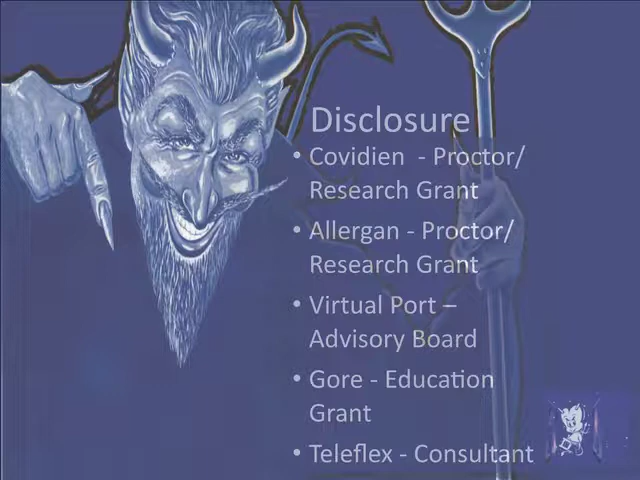 Disclosure
• Covidien - Proctor/
Research Grant
• Allergan - Proctor/
Research Grant
• Virtual Port –
Advisory Board
• Gore - Education
Grant
• Teleflex - Consultant